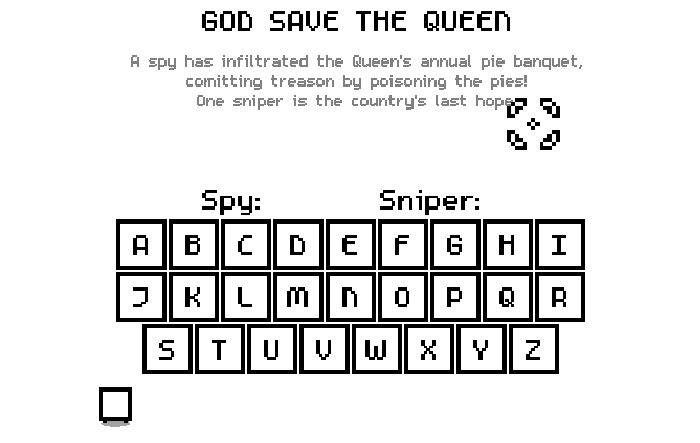 GOD SAVE THE QUEEN
A spy has infiltrated the Queen's annual pie banquet,
comitting treason by poisoning the pies!
One sniper is the country's last hope
Spy: Sniper:
A B C D E F G H I
J K L M N O P Q R
S T U V W X Y Z